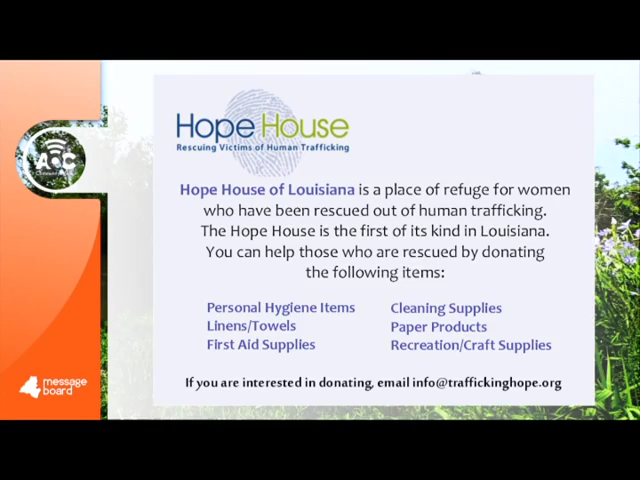 Hope House
Rescuing Victims of Human Trafficking
AOC
Hope House of Louisiana is a place of refuge for women
who have been rescued out of human trafficking.
The Hope House is the first of its kind in Louisiana.
You can help those who are rescued by donating
the following items:
Personal Hygiene Items
Linens/Towels
First Aid Supplies
Cleaning Supplies
Paper Products
Recreation/Craft Supplies
If you are interested in donating, email info@traffickinghope.org
message
board